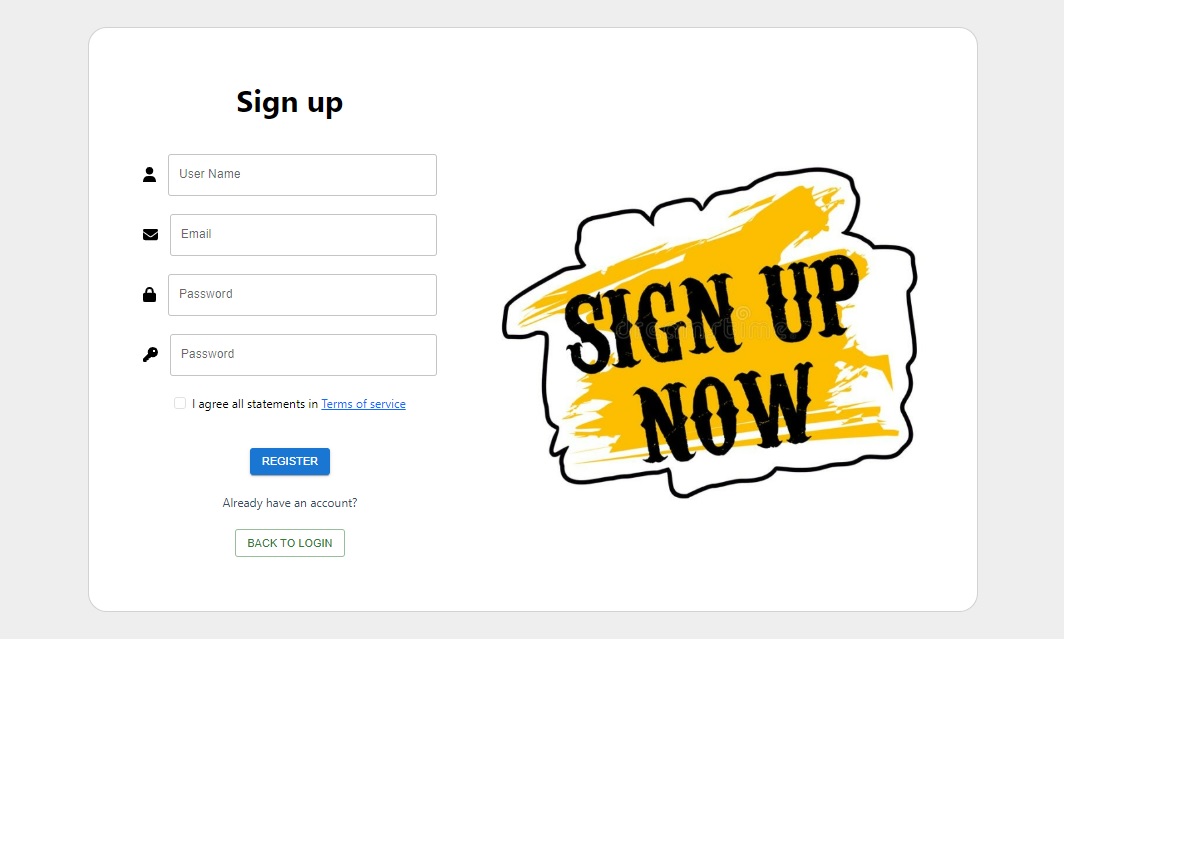 Sign up
User Name
Email
Password
Password
I agree all statements in Terms of service
REGISTER
Already have an account?
BACK TO LOGIN
SIGN UP
NOW
dreamstime